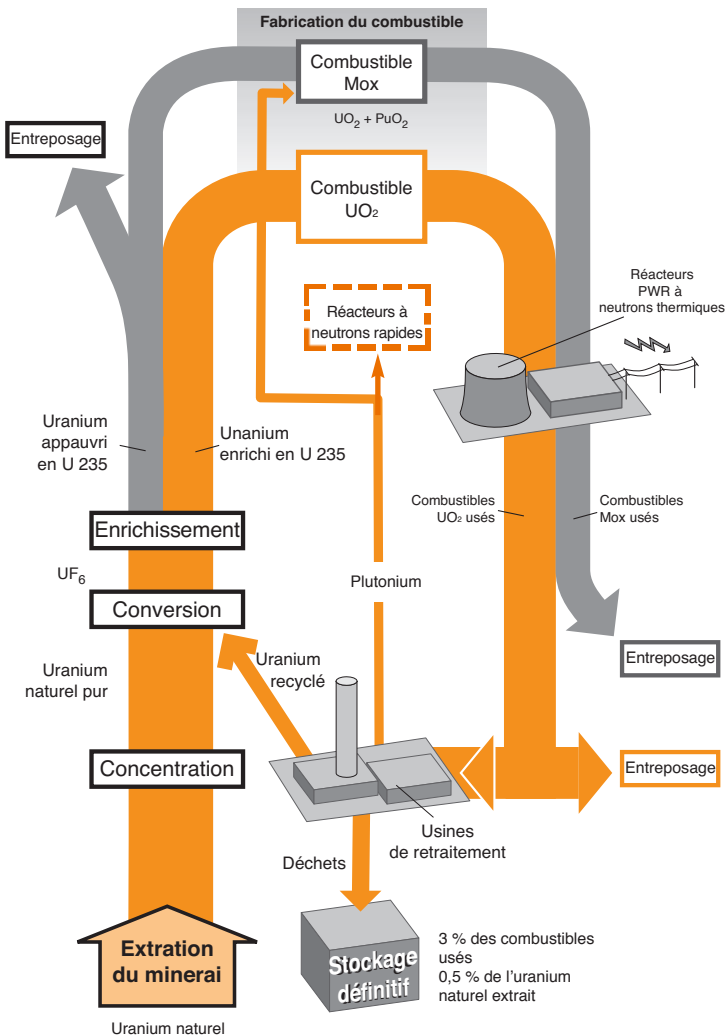 Fabrication du combustible
Combustible
Mox
UO2 + PuO2
Entreposage
Combustible
UO2
Réacteurs
PWR à
neutrons thermiques
Réacteurs à
neutrons rapides
Uranium
appauvri
en U 235
Unanium
enrichi en U 235
Combustibles
UO2 usés
Combustibles
Mox usés
Enrichissement
UF6
Plutonium
Conversion
Uranium
recyclé
Entreposage
Uranium
naturel pur
Concentration
Entreposage
Usines
de retraitement
Déchets
Extration
du minerai
Stockage
définitif
3 % des combustibles
usés
0,5 % de l'uranium
naturel extrait
Uranium naturel